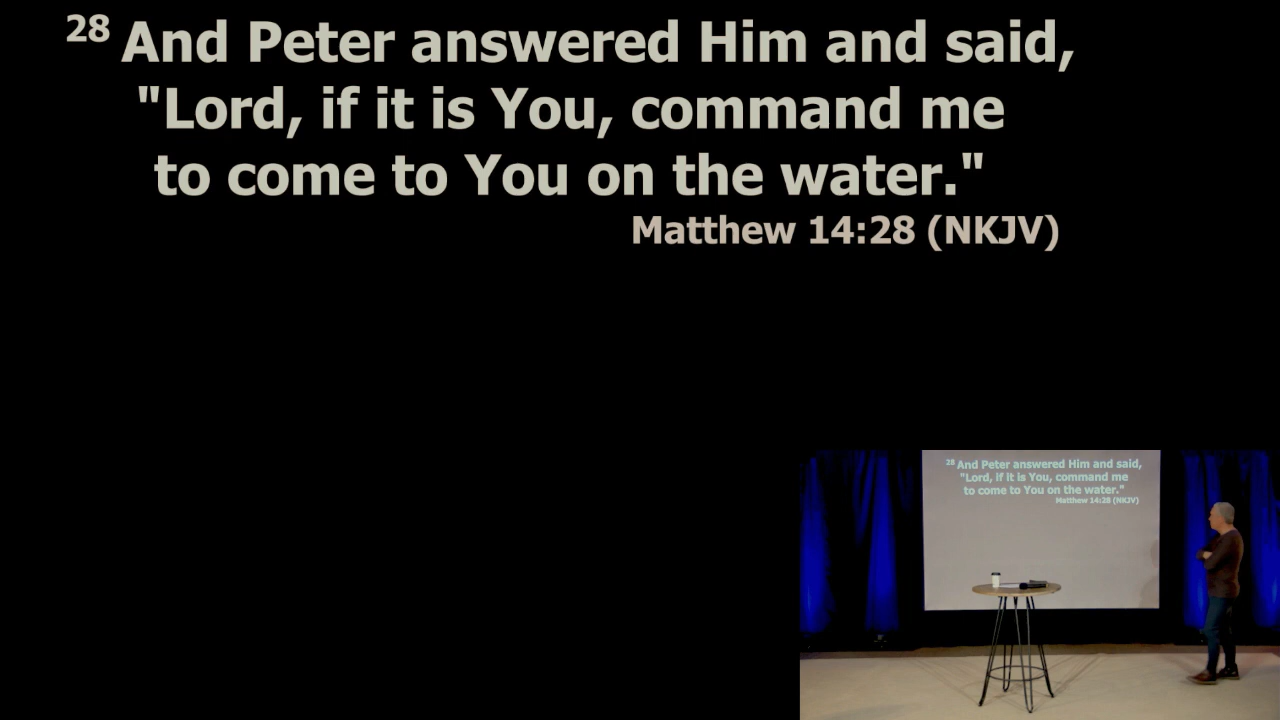 28 And Peter answered Him and said,
"Lord, if it is You, command me
to come to You on the water."
Matthew 14:28 (NKJV)
28 And Peter answered Him and said,
"Lord, if it is You, command me
to come to You on the water."
Matthew 14:28 (NKJV)